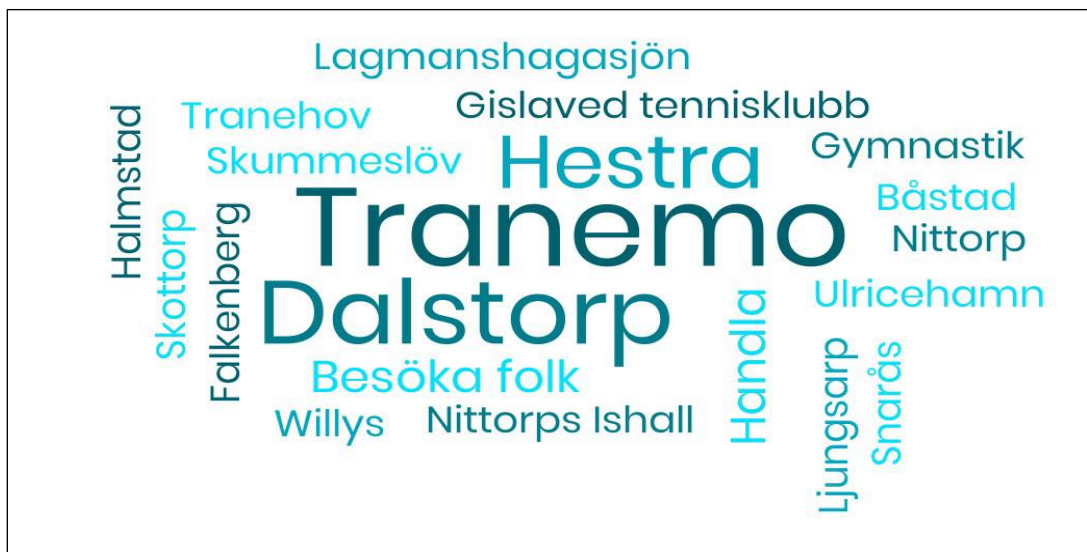 Lagmanshagasjön
Gislaved tennisklubb
Tranehov
Halmstad
Gymnastik
Hestra
Skummeslöv
Tranemo
Båstad
Nittorp
Skottorp
Falkenberg
Dalstorp
Ulricehamn
Handla
Besöka folk
Ljungsarp
Snarås
Willys
Nittorps Ishall